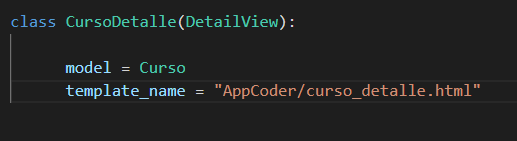 class CursoDetalle(DetailView):
model = Curso
template_name = "AppCoder/curso_detalle.html"